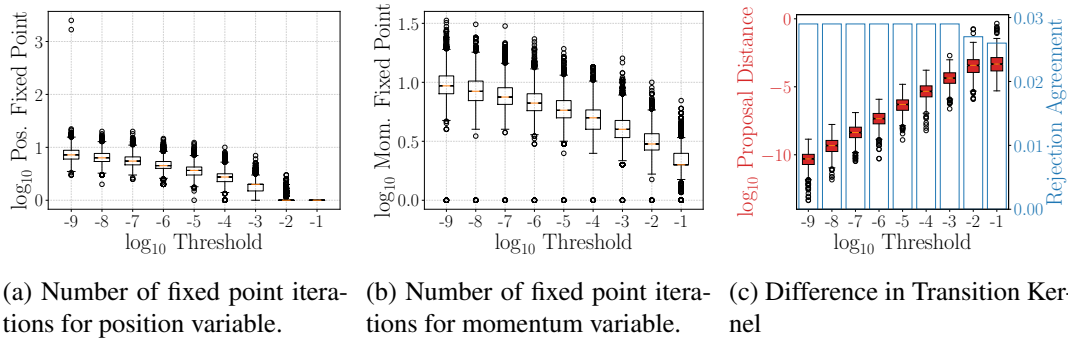 log₁₀ Pos. Fixed Point
3
2
1
0
-9 -8 -7 -6 -5 -4 -3 -2 -1
log₁₀ Threshold
log₁₀ Mom. Fixed Point
1.5
1.0
0.5
0.0
-9 -8 -7 -6 -5 -4 -3 -2 -1
log₁₀ Threshold
log₁₀ Proposal Distance
0
−5
−10
-9 -8 -7 -6 -5 -4 -3 -2 -1
log₁₀ Threshold
0.03
0.02
0.01
0.00
Rejection Agreement
(a) Number of fixed point itera-
tions for position variable.
(b) Number of fixed point itera-
tions for momentum variable.
(c) Difference in Transition Ker-
nel